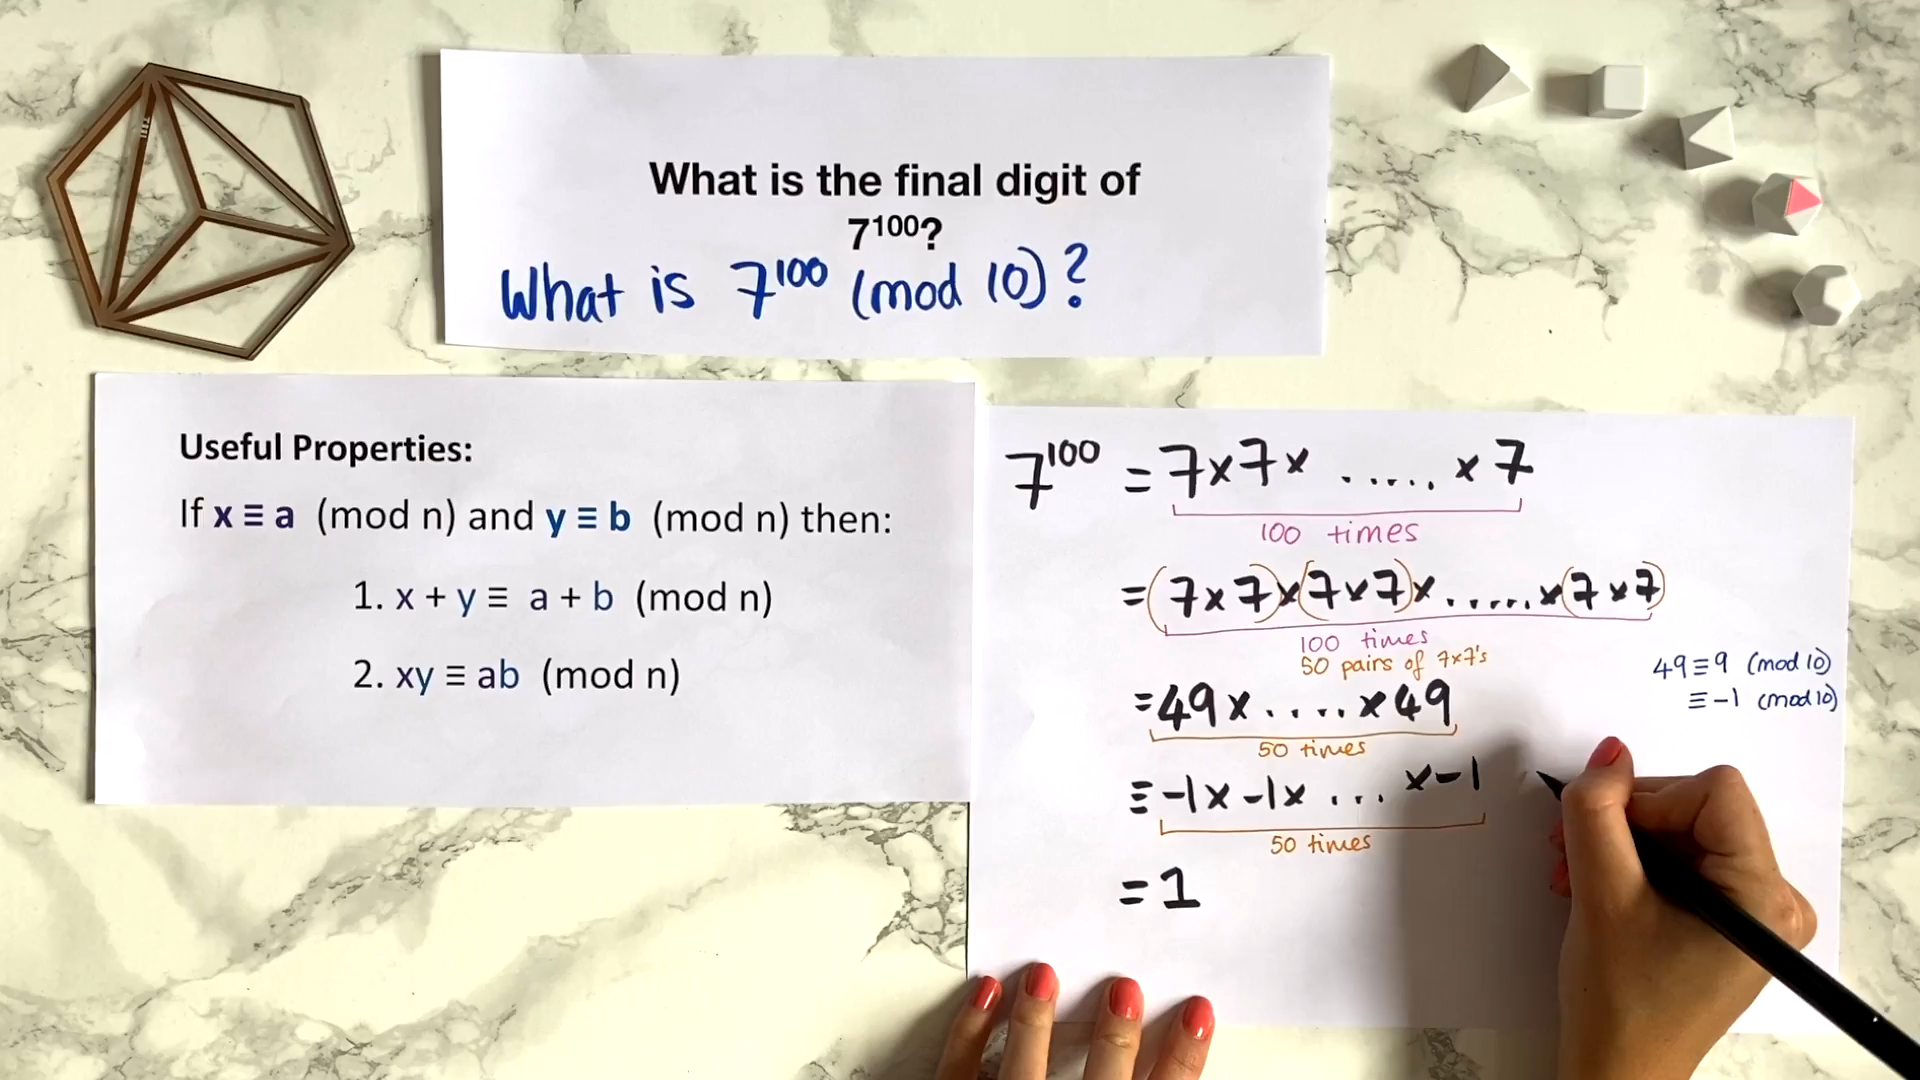 What is the final digit of
7¹⁰⁰?
What is 7¹⁰⁰ (mod 10)?
Useful Properties:
If x ≡ a (mod n) and y ≡ b (mod n) then:
1. x + y ≡ a + b (mod n)
2. xy ≡ ab (mod n)
7¹⁰⁰ = 7×7× ...... ×7
100 times
= (7×7)×(7×7)×......×(7×7)
100 times
50 pairs of 7×7's
49≡9 (mod 10)
≡-1 (mod 10)
=49×....×49
50 times
≡-1×-1× ... ×-1
50 times
=1